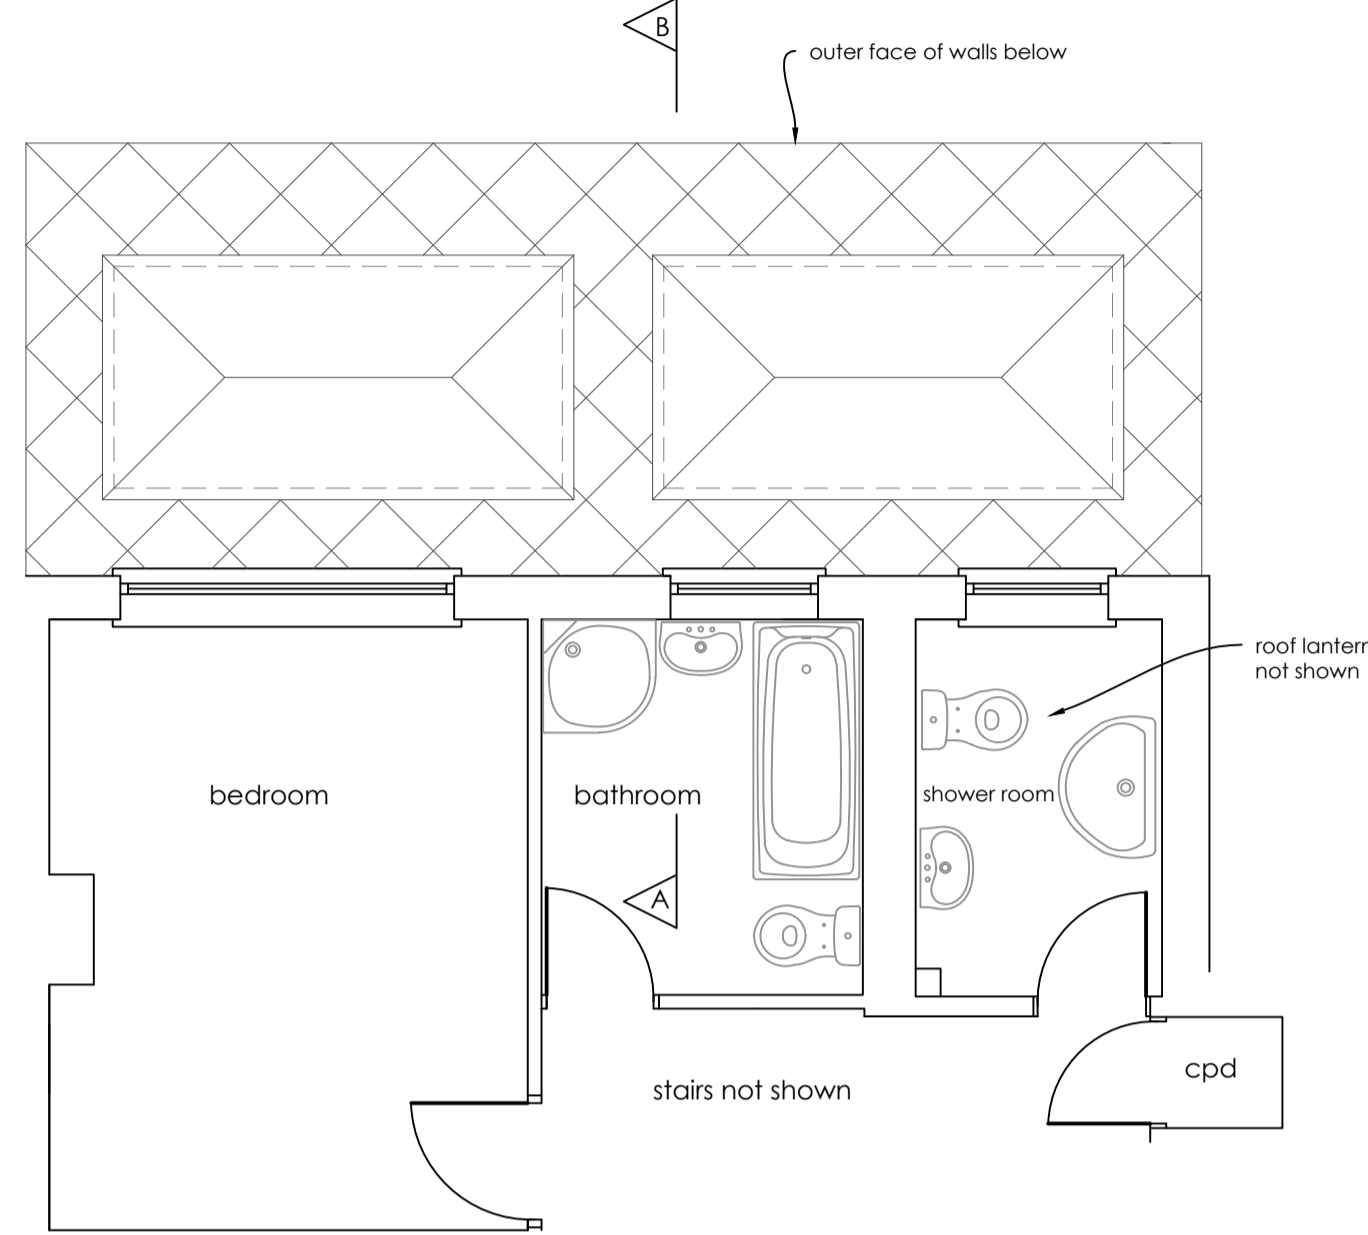 B
outer face of walls below
roof lantern
not shown
bedroom
bathroom
shower room
A
cpd
stairs not shown